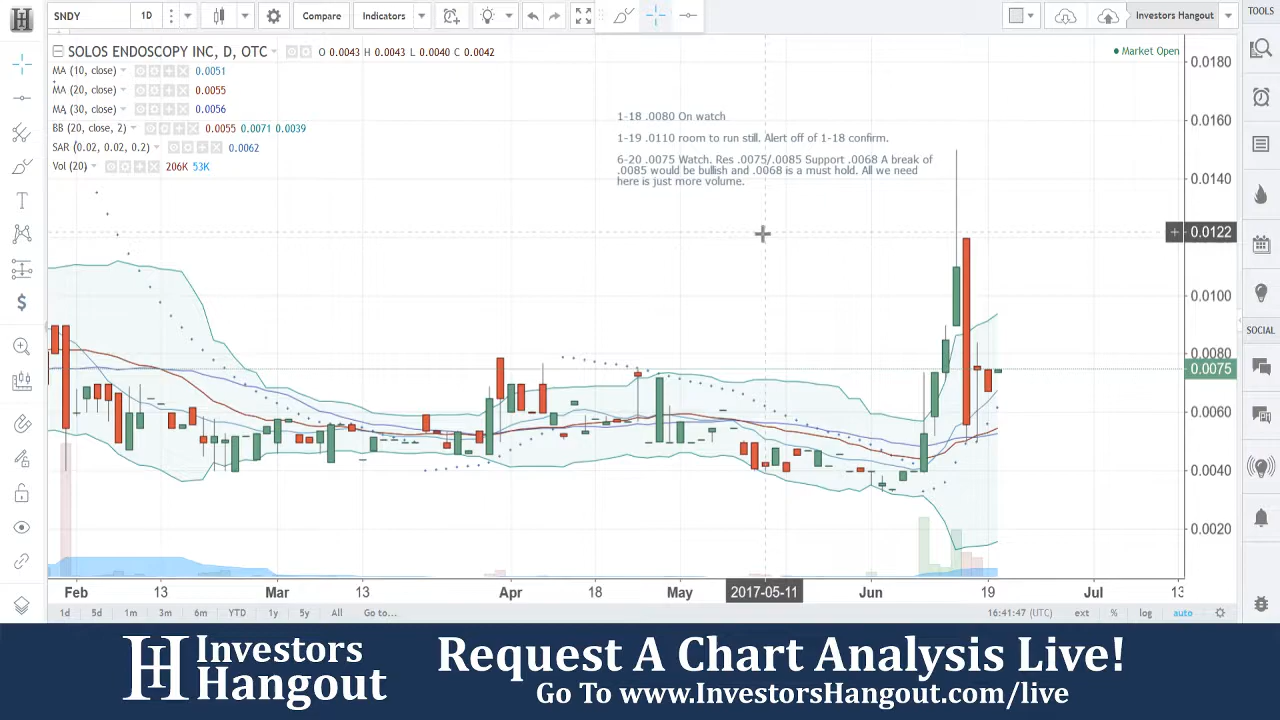 SNDY
1D
Compare
Indicators
Investors Hangout
TOOLS
SOLOS ENDOSCOPY INC, D, OTC
O 0.0043 H 0.0043 L 0.0040 C 0.0042
Market Open
MA (10, close) 0.0051
MA (20, close) 0.0055
MA (30, close) 0.0056
BB (20, close, 2) 0.0055 0.0071 0.0039
SAR (0.02, 0.02, 0.2) 0.0062
Vol (20) 206K 53K
1-18 .0080 On watch
1-19 .0110 room to run still. Alert off of 1-18 confirm.
6-20 .0075 Watch. Res .0075/.0085 Support .0068 A break of
.0085 would be bullish and .0068 is a must hold. All we need
here is just more volume.
0.0180
0.0160
0.0140
0.0122
0.0100
0.0080
0.0075
0.0060
0.0040
0.0020
SOCIAL
Feb 13 Mar 13 Apr 18 May 2017-05-11 Jun 19 Jul 13
1d 5d 1m 3m 6m YTD 1y 5y All Go to...
16:41:47 (UTC) ext % log auto
Investors
Hangout
Request A Chart Analysis Live!
Go To www.InvestorsHangout.com/live